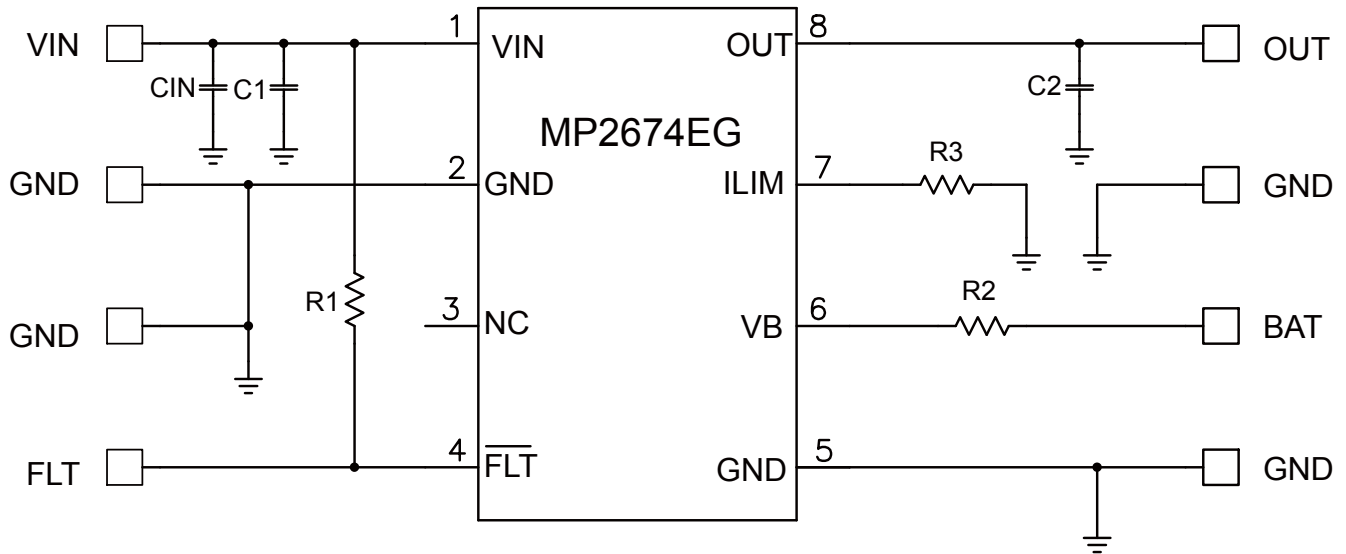 VIN
1
VIN
OUT
8
OUT
CIN
C1
C2
MP2674EG
R3
GND
2
GND
ILIM
7
GND
R1
R2
GND
3
NC
VB
6
BAT
FLT
4
FLT
GND
5
GND